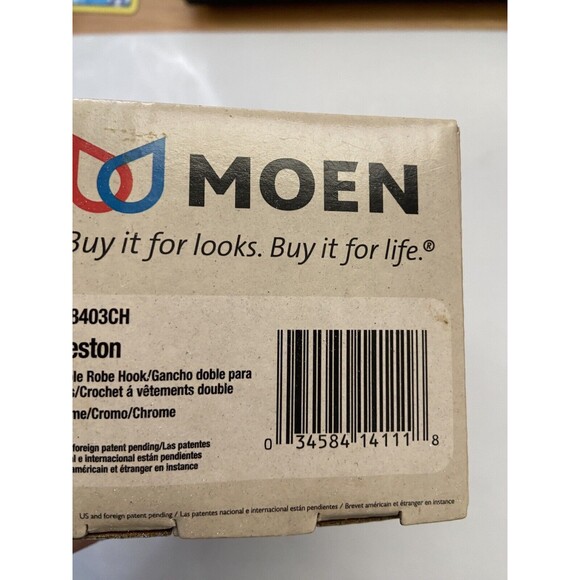 MOEN
Buy it for looks. Buy it for life.®
8403CH
eston
le Robe Hook/Gancho doble para
s/Crochet á vêtements double
me/Cromo/Chrome
foreign patent pending/Las patentes
l e internacional están pendientes
américain et étranger en instance
0 34584 14111 8
US and foreign patent pending / Las patentes nacional e internacional están pendientes / Brevet américain et étranger en instance